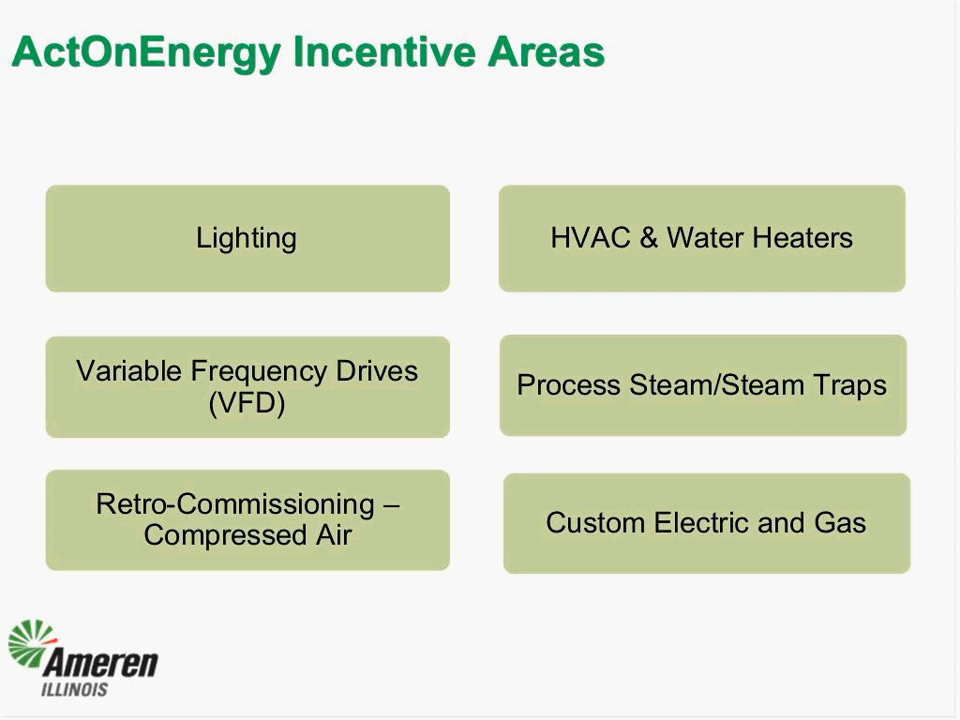 ActOnEnergy Incentive Areas
Lighting
HVAC & Water Heaters
Variable Frequency Drives
(VFD)
Process Steam/Steam Traps
Retro-Commissioning –
Compressed Air
Custom Electric and Gas
Ameren
ILLINOIS